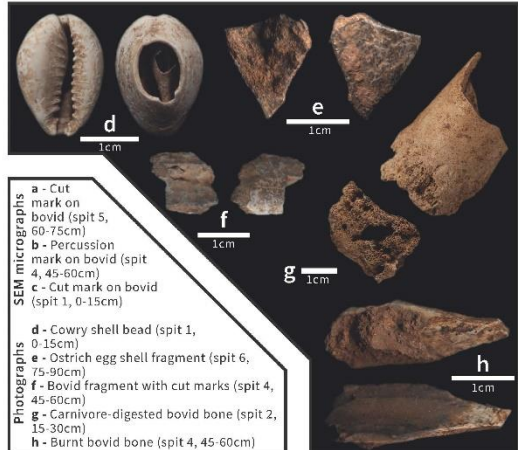 d
1cm
e
1cm
f
1cm
g
1cm
h
1cm
SEM micrographs
a - Cut
mark on
bovid (spit 5,
60-75cm)
b - Percussion
mark on bovid (spit
4, 45-60cm)
c - Cut mark on bovid
(spit 1, 0-15cm)
Photographs
d - Cowry shell bead (spit 1,
0-15cm)
e - Ostrich egg shell fragment (spit 6,
75-90cm)
f - Bovid fragment with cut marks (spit 4,
45-60cm)
g - Carnivore-digested bovid bone (spit 2,
15-30cm)
h - Burnt bovid bone (spit 4, 45-60cm)